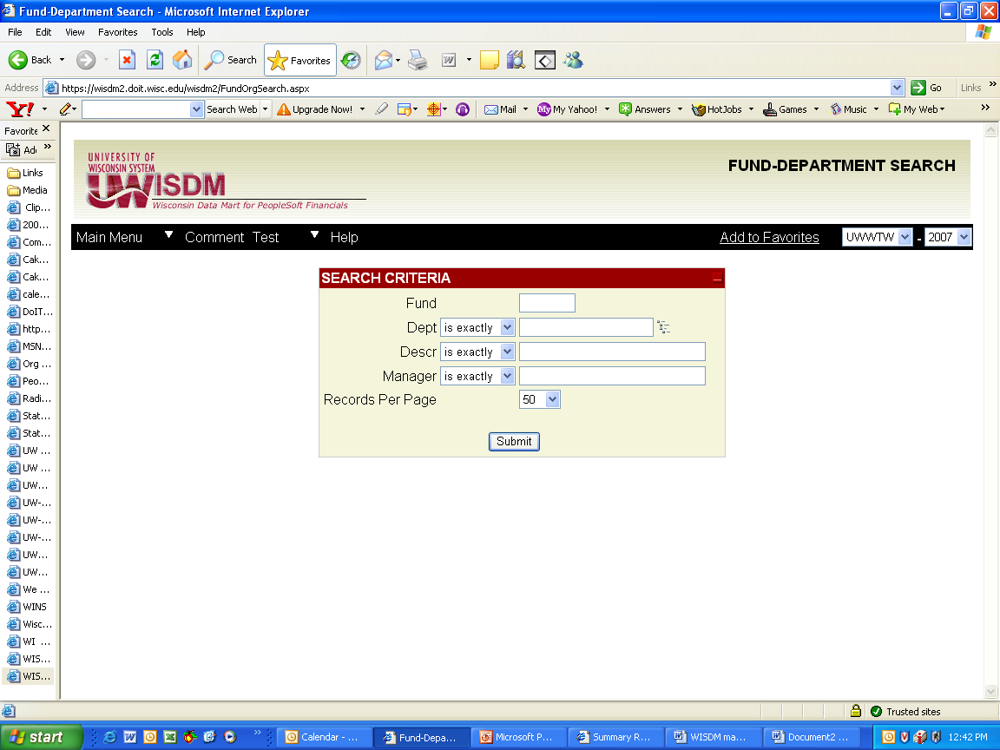 Fund-Department Search - Microsoft Internet Explorer
File Edit View Favorites Tools Help
Back Search Favorites
Address https://wisdm2.doit.wisc.edu/wisdm2/FundOrgSearch.aspx Go Links »
Y! Search Web Upgrade Now! Mail My Yahoo! Answers HotJobs Games Music My Web »
Favorite
Ad »
Links
Media
Clip...
200...
Com...
Cak...
Cak...
cale...
DoIT...
http...
MSN...
Org ...
Peo...
Radi...
Stat...
Stat...
UW ...
UW ...
UW...
UW-...
UW-...
UW-...
UW...
UW...
We ...
WINS
Wisc...
WI ...
WIS...
WIS...
UNIVERSITY OF
WISCONSIN SYSTEM
UWISDM
Wisconsin Data Mart for PeopleSoft Financials
FUND-DEPARTMENT SEARCH
Main Menu Comment Test Help Add to Favorites UWWTW - 2007
SEARCH CRITERIA
Fund
Dept is exactly
Descr is exactly
Manager is exactly
Records Per Page 50
Submit
Trusted sites
start » Calendar - ... Fund-Depa... Microsoft P... Summary R... WISDM ma... Document2 ... 12:42 PM